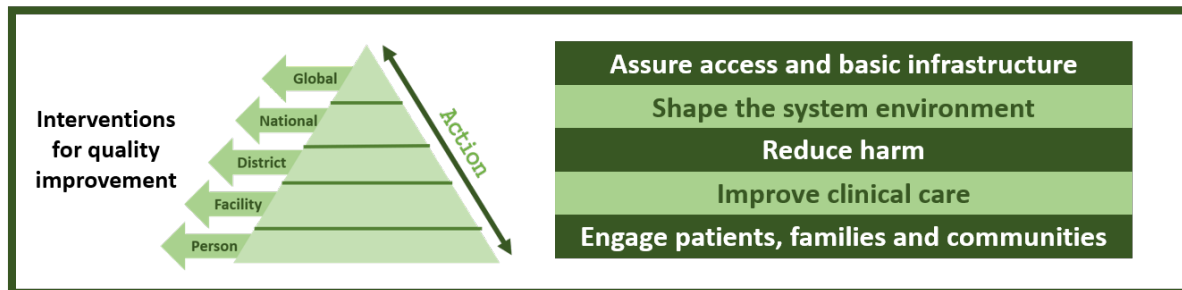 Interventions
for quality
improvement
Global
National
District
Facility
Person
Action
Assure access and basic infrastructure
Shape the system environment
Reduce harm
Improve clinical care
Engage patients, families and communities